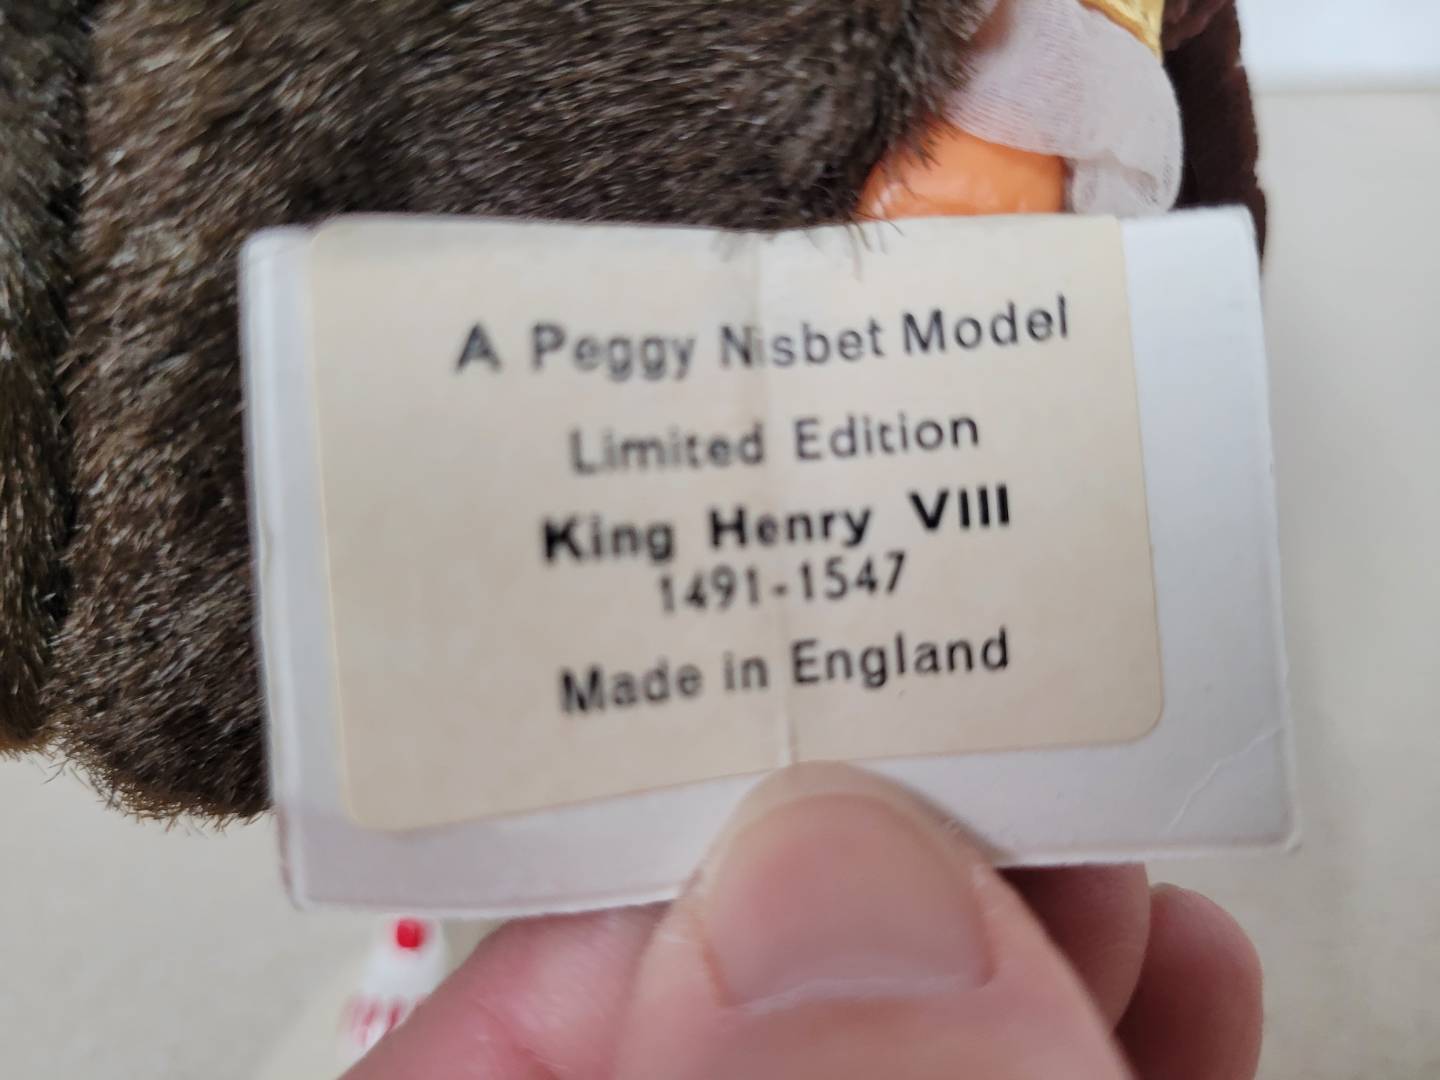 A Peggy Nisbet Model
Limited Edition
King Henry VIII
1491-1547
Made in England